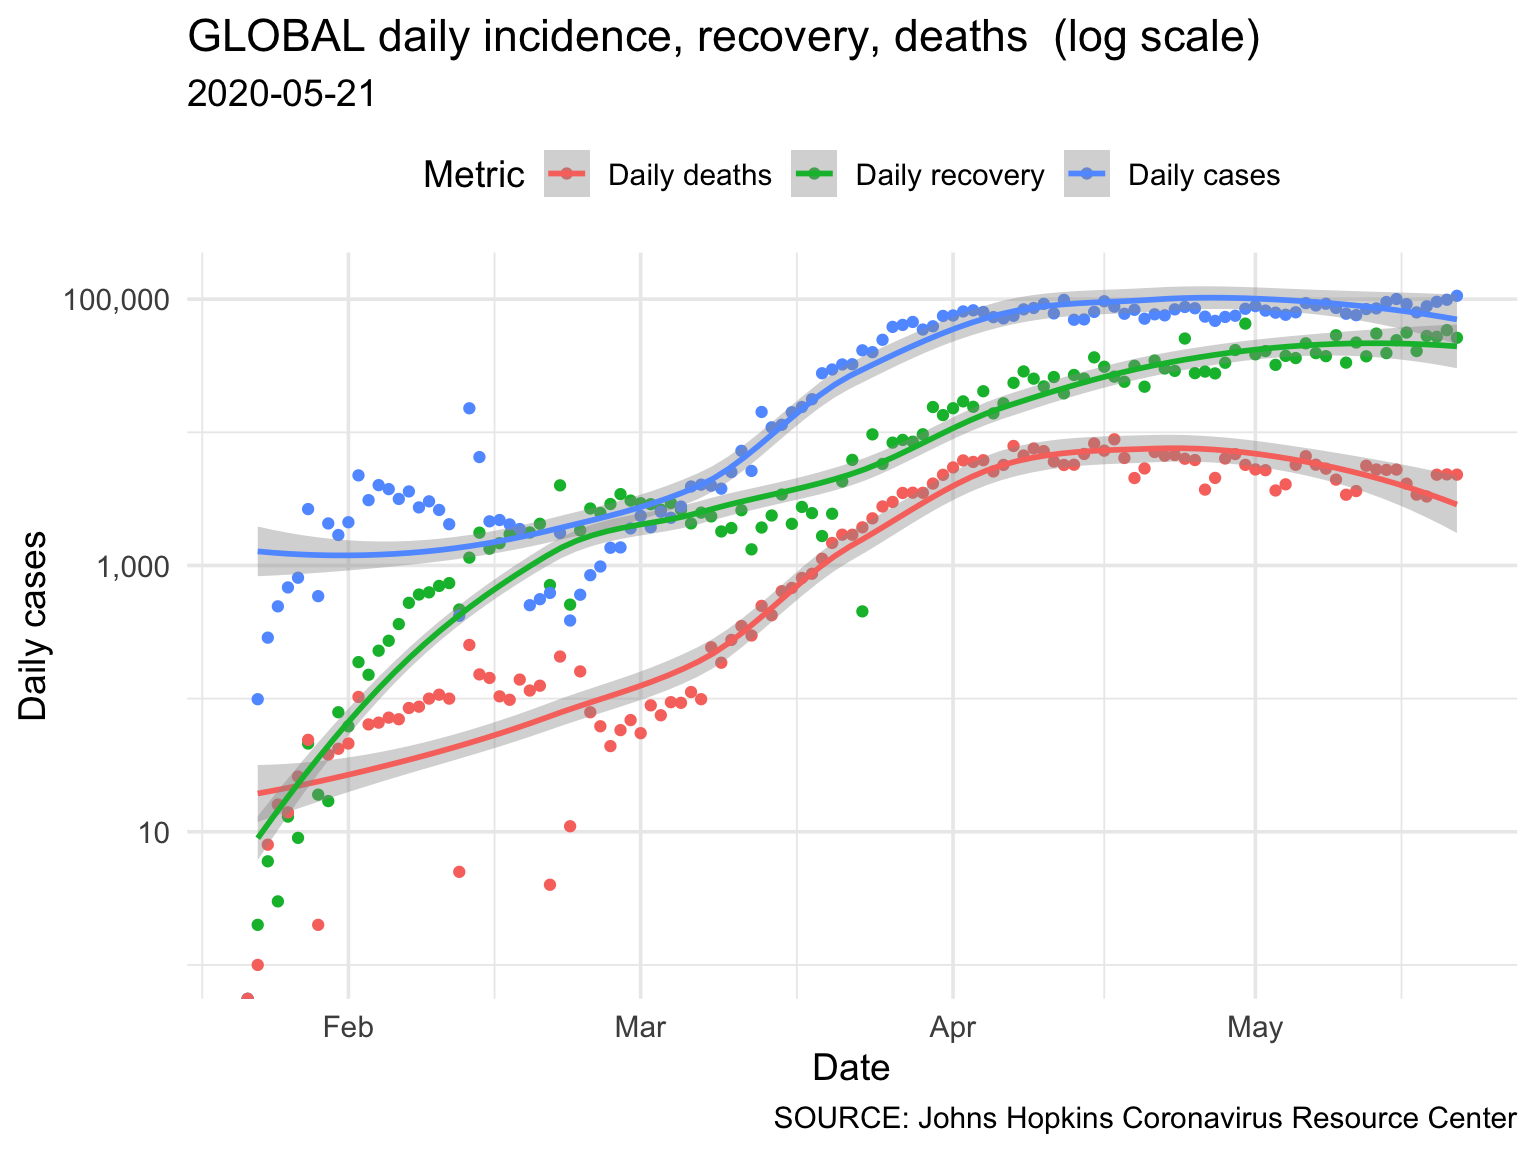 GLOBAL daily incidence, recovery, deaths  (log scale)
2020-05-21
Metric Daily deaths Daily recovery Daily cases
Daily cases
100,000
1,000
10
Feb Mar Apr May
Date
SOURCE: Johns Hopkins Coronavirus Resource Center